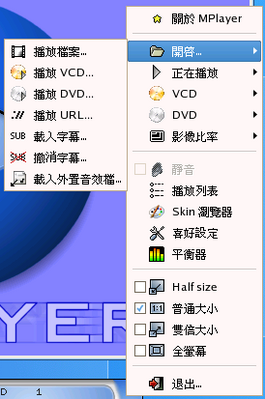 關於 MPlayer
開啓...
正在播放
VCD
DVD
影像比率
靜音
播放列表
Skin 瀏覽器
喜好設定
平衡器
Half size
1:1 普通大小
雙倍大小
全螢幕
退出...
播放檔案...
播放 VCD...
播放 DVD...
播放 URL...
SUB 載入字幕...
SUB 撤消字幕...
載入外置音效檔...
YER
D 1